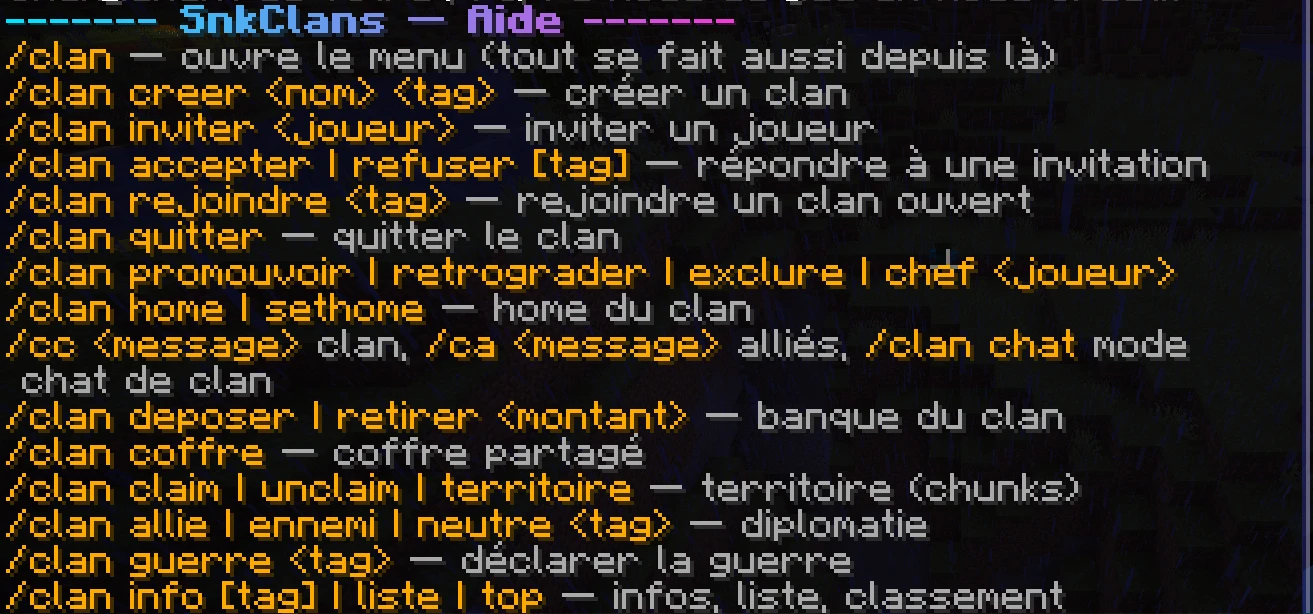 ------- SnkClans — Aide -------
/clan — ouvre le menu (tout se fait aussi depuis là)
/clan creer <nom> <tag> — créer un clan
/clan inviter <joueur> — inviter un joueur
/clan accepter | refuser [tag] — répondre à une invitation
/clan rejoindre <tag> — rejoindre un clan ouvert
/clan quitter — quitter le clan
/clan promouvoir | retrograder | exclure | chef <joueur>
/clan home | sethome — home du clan
/cc <message> clan, /ca <message> alliés, /clan chat mode
chat de clan
/clan deposer | retirer <montant> — banque du clan
/clan coffre — coffre partagé
/clan claim | unclaim | territoire — territoire (chunks)
/clan allie | ennemi | neutre <tag> — diplomatie
/clan guerre <tag> — déclarer la guerre
/clan info [tag] | liste | top — infos, liste, classement